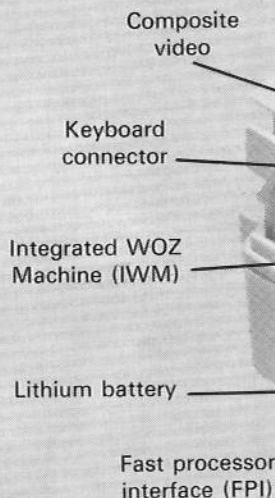 Composite
video
Keyboard
connector
Integrated WOZ
Machine (IWM)
Lithium battery
Fast processor
interface (FPI)